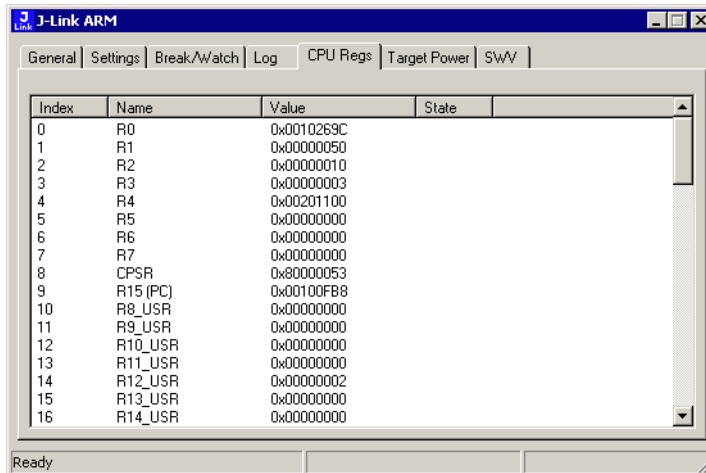 J Link J-Link ARM
General Settings Break/Watch Log CPU Regs Target Power SWV
Index Name Value State
0 R0 0x0010269C
1 R1 0x00000050
2 R2 0x00000010
3 R3 0x00000003
4 R4 0x00201100
5 R5 0x00000000
6 R6 0x00000000
7 R7 0x00000000
8 CPSR 0x80000053
9 R15 (PC) 0x00100FB8
10 R8_USR 0x00000000
11 R9_USR 0x00000000
12 R10_USR 0x00000000
13 R11_USR 0x00000000
14 R12_USR 0x00000002
15 R13_USR 0x00000000
16 R14_USR 0x00000000
Ready